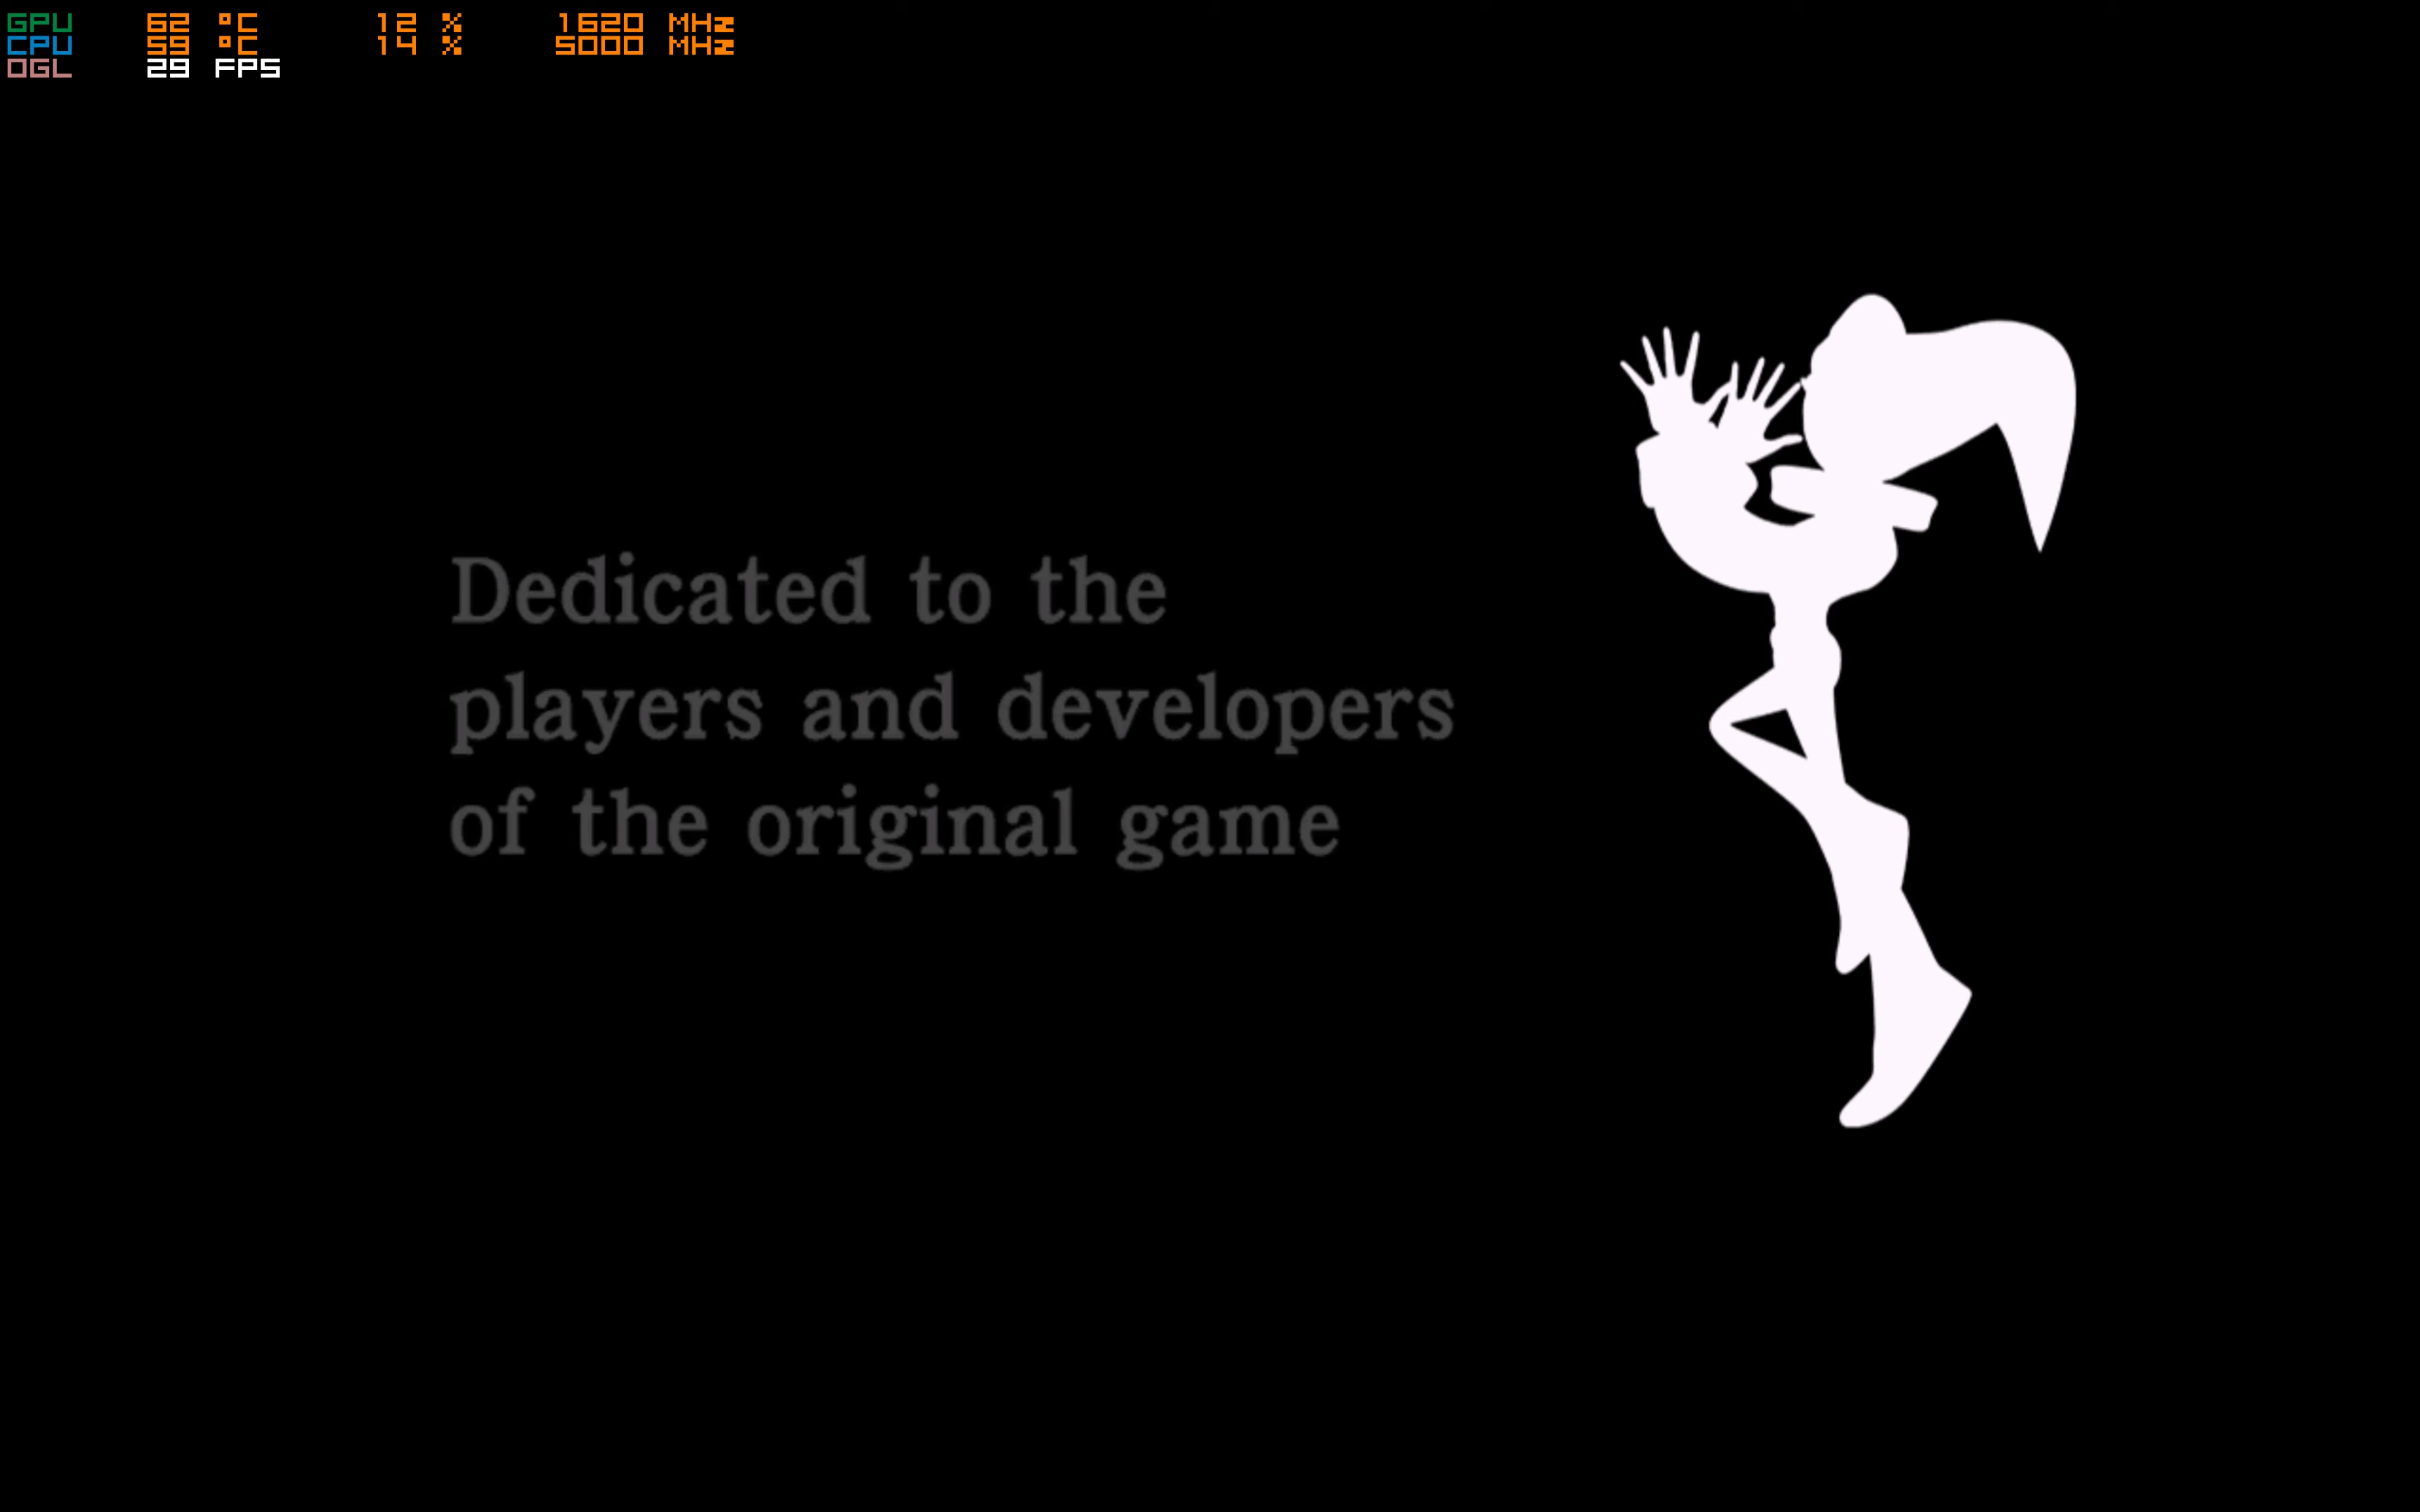 GPU 62 °C 12 % 1620 MHz
CPU 59 °C 14 % 5000 MHz
OGL 29 FPS
Dedicated to the
players and developers
of the original game